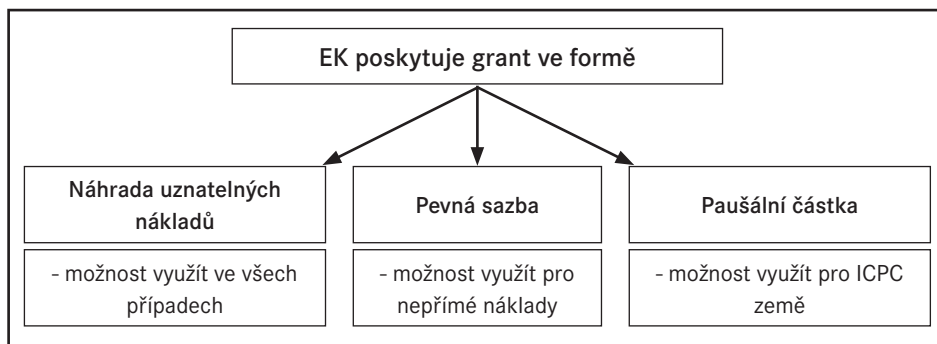 EK poskytuje grant ve formě
Náhrada uznatelných
nákladů
Pevná sazba
Paušální částka
- možnost využít ve všech
případech
- možnost využít pro
nepřímé náklady
- možnost využít pro ICPC
země